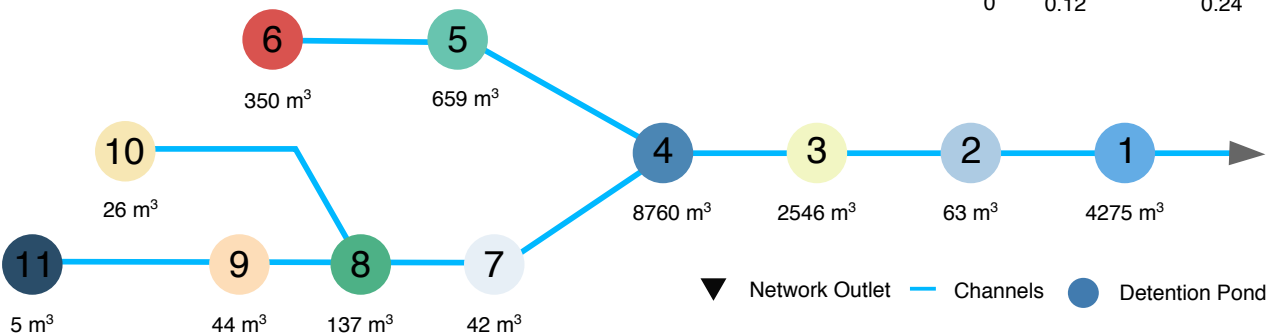 0 0.12 0.24
6 5
350 m³ 659 m³
10 4 3 2 1
26 m³ 8760 m³ 2546 m³ 63 m³ 4275 m³
11 9 8 7
Network Outlet Channels Detention Pond
5 m³ 44 m³ 137 m³ 42 m³